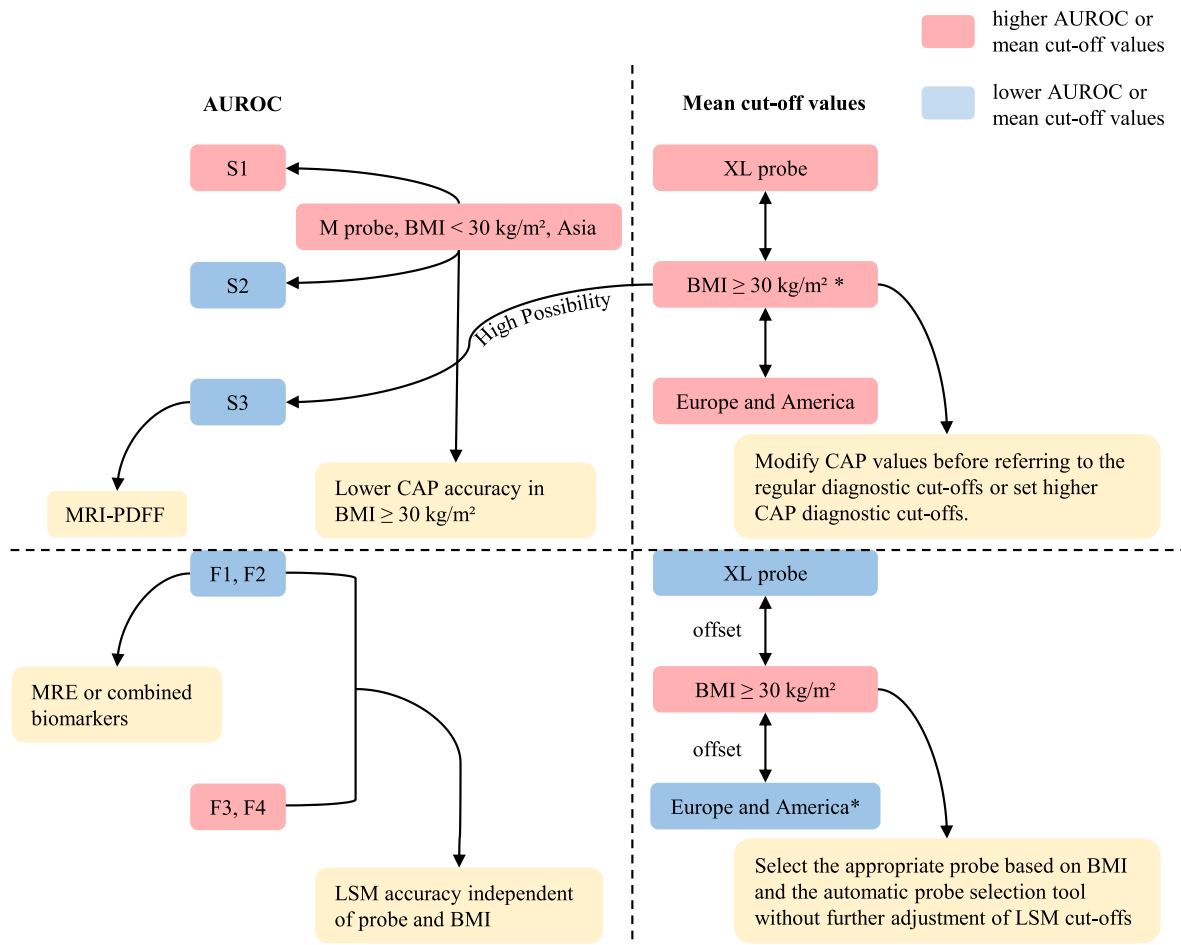 higher AUROC or
mean cut-off values
lower AUROC or
mean cut-off values
AUROC
Mean cut-off values
S1
M probe, BMI < 30 kg/m², Asia
S2
S3
MRI-PDFF
Lower CAP accuracy in
BMI ≥ 30 kg/m²
High Possibility
XL probe
BMI ≥ 30 kg/m² *
Europe and America
Modify CAP values before referring to the
regular diagnostic cut-offs or set higher
CAP diagnostic cut-offs.
F1, F2
MRE or combined
biomarkers
F3, F4
LSM accuracy independent
of probe and BMI
XL probe
offset
BMI ≥ 30 kg/m²
offset
Europe and America*
Select the appropriate probe based on BMI
and the automatic probe selection tool
without further adjustment of LSM cut-offs